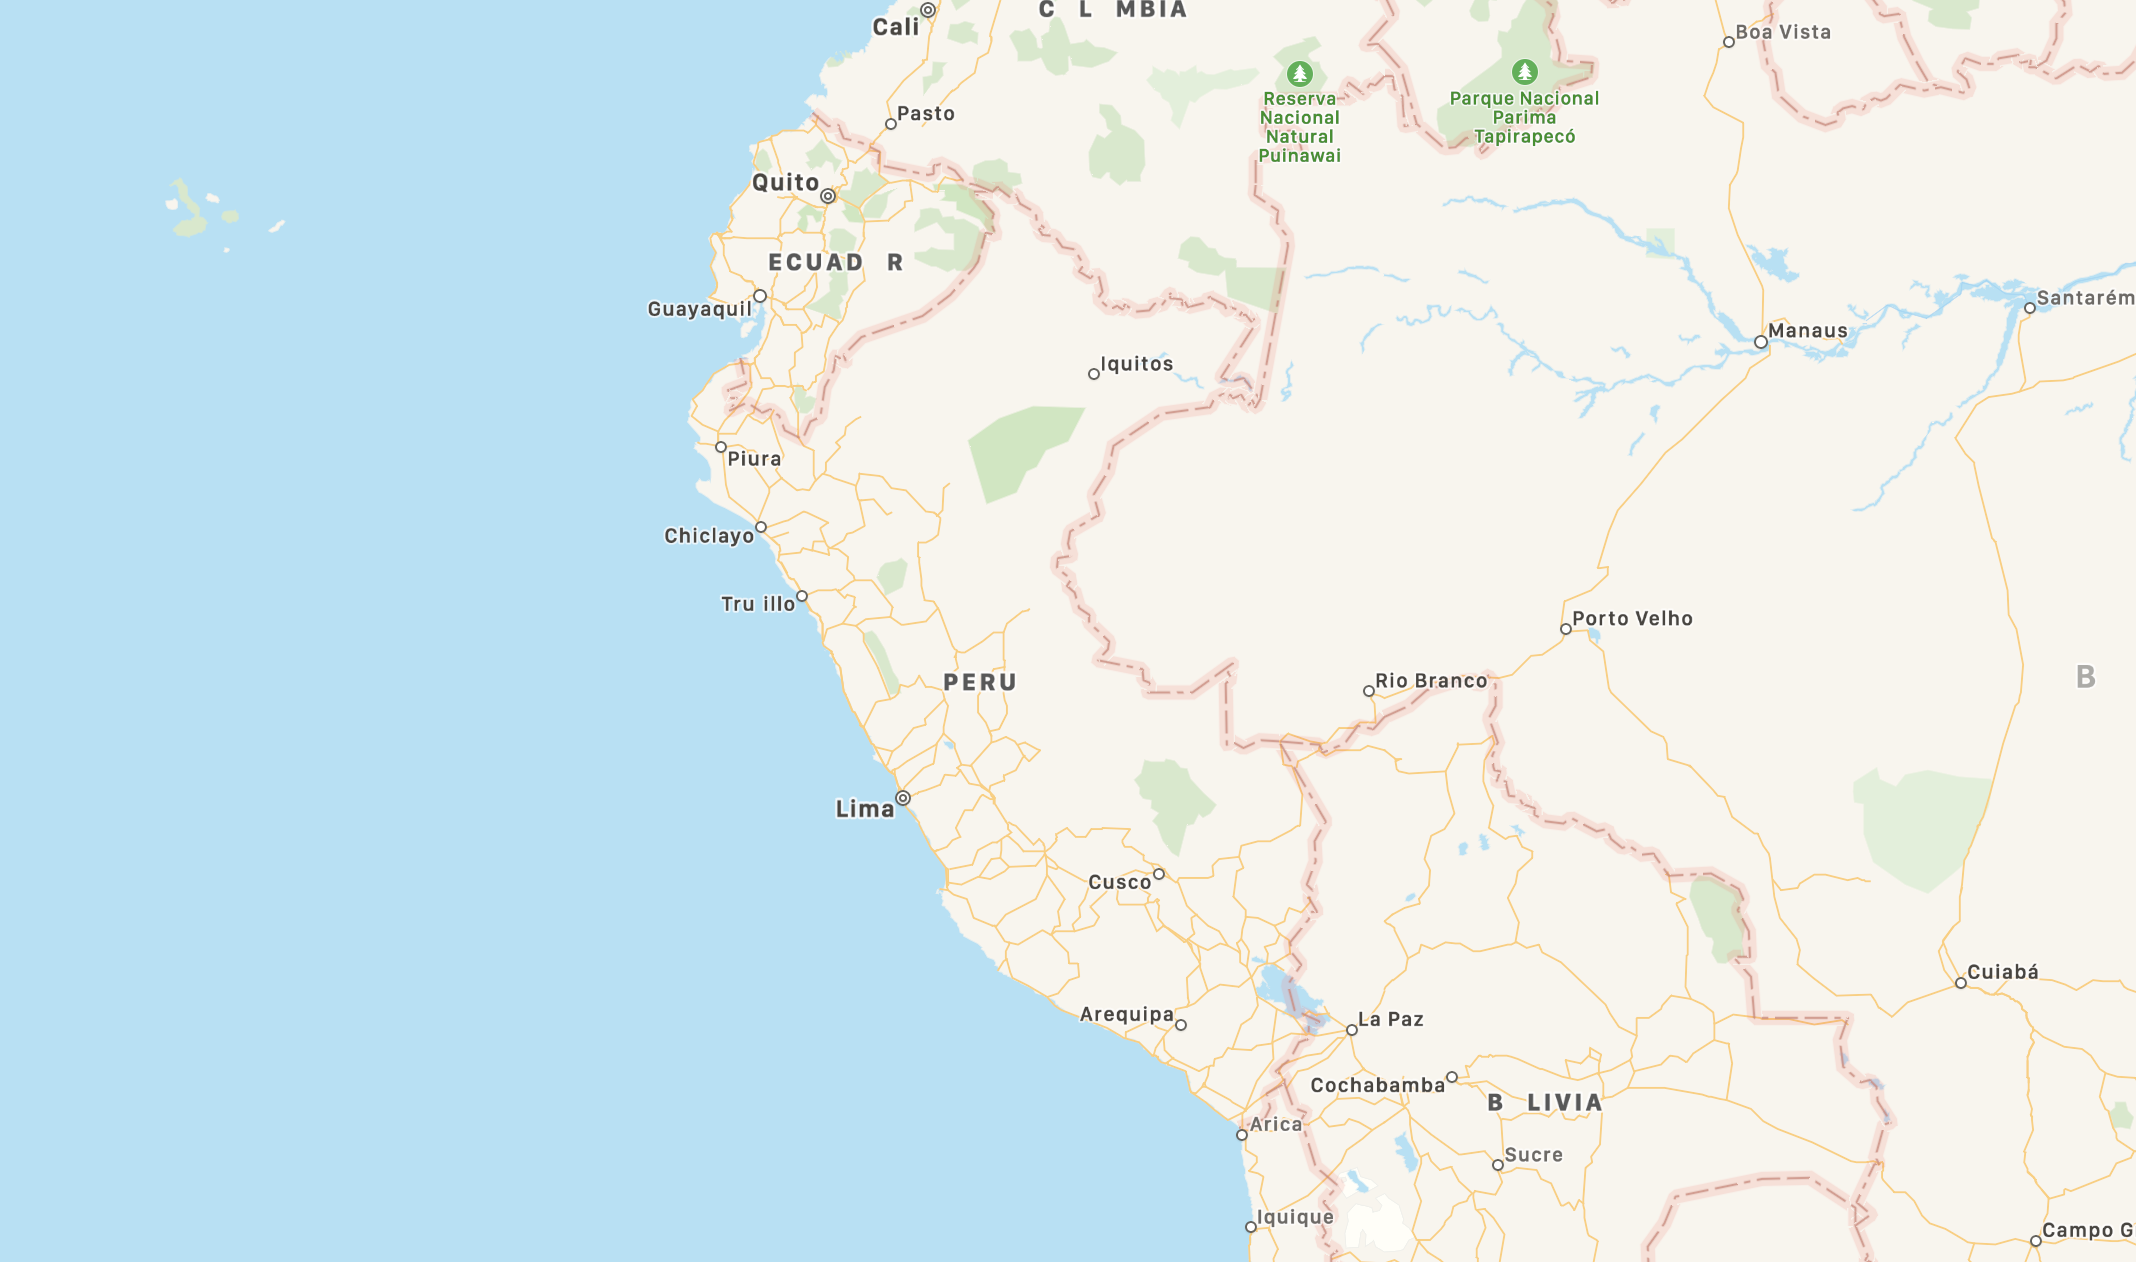 C L MBIA
Cali
Boa Vista
Reserva
Nacional
Natural
Puinawai
Parque Nacional
Parima
Tapirapecó
Pasto
Quito
ECUAD R
Guayaquil
Santarém
Manaus
Iquitos
Piura
Chiclayo
Tru illo
Porto Velho
PERU
Rio Branco
B
Lima
Cusco
Cuiabá
Arequipa
La Paz
Cochabamba
B LIVIA
Arica
Sucre
Iquique
Campo G